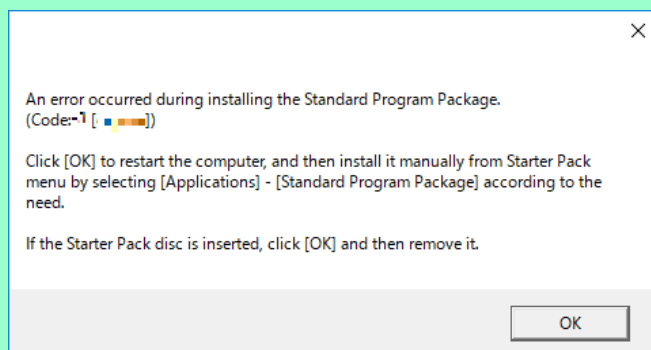 An error occurred during installing the Standard Program Package.
(Code:-1 [ ])
Click [OK] to restart the computer, and then install it manually from Starter Pack
menu by selecting [Applications] - [Standard Program Package] according to the
need.
If the Starter Pack disc is inserted, click [OK] and then remove it.
OK